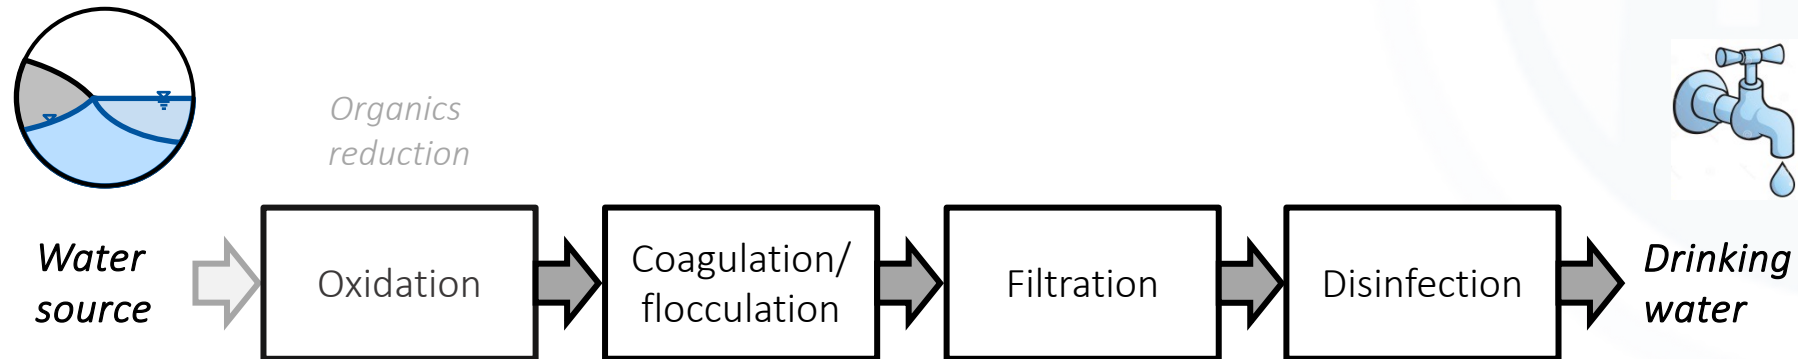 Organics
reduction
Water
source
Oxidation
Coagulation/
flocculation
Filtration
Disinfection
Drinking
water